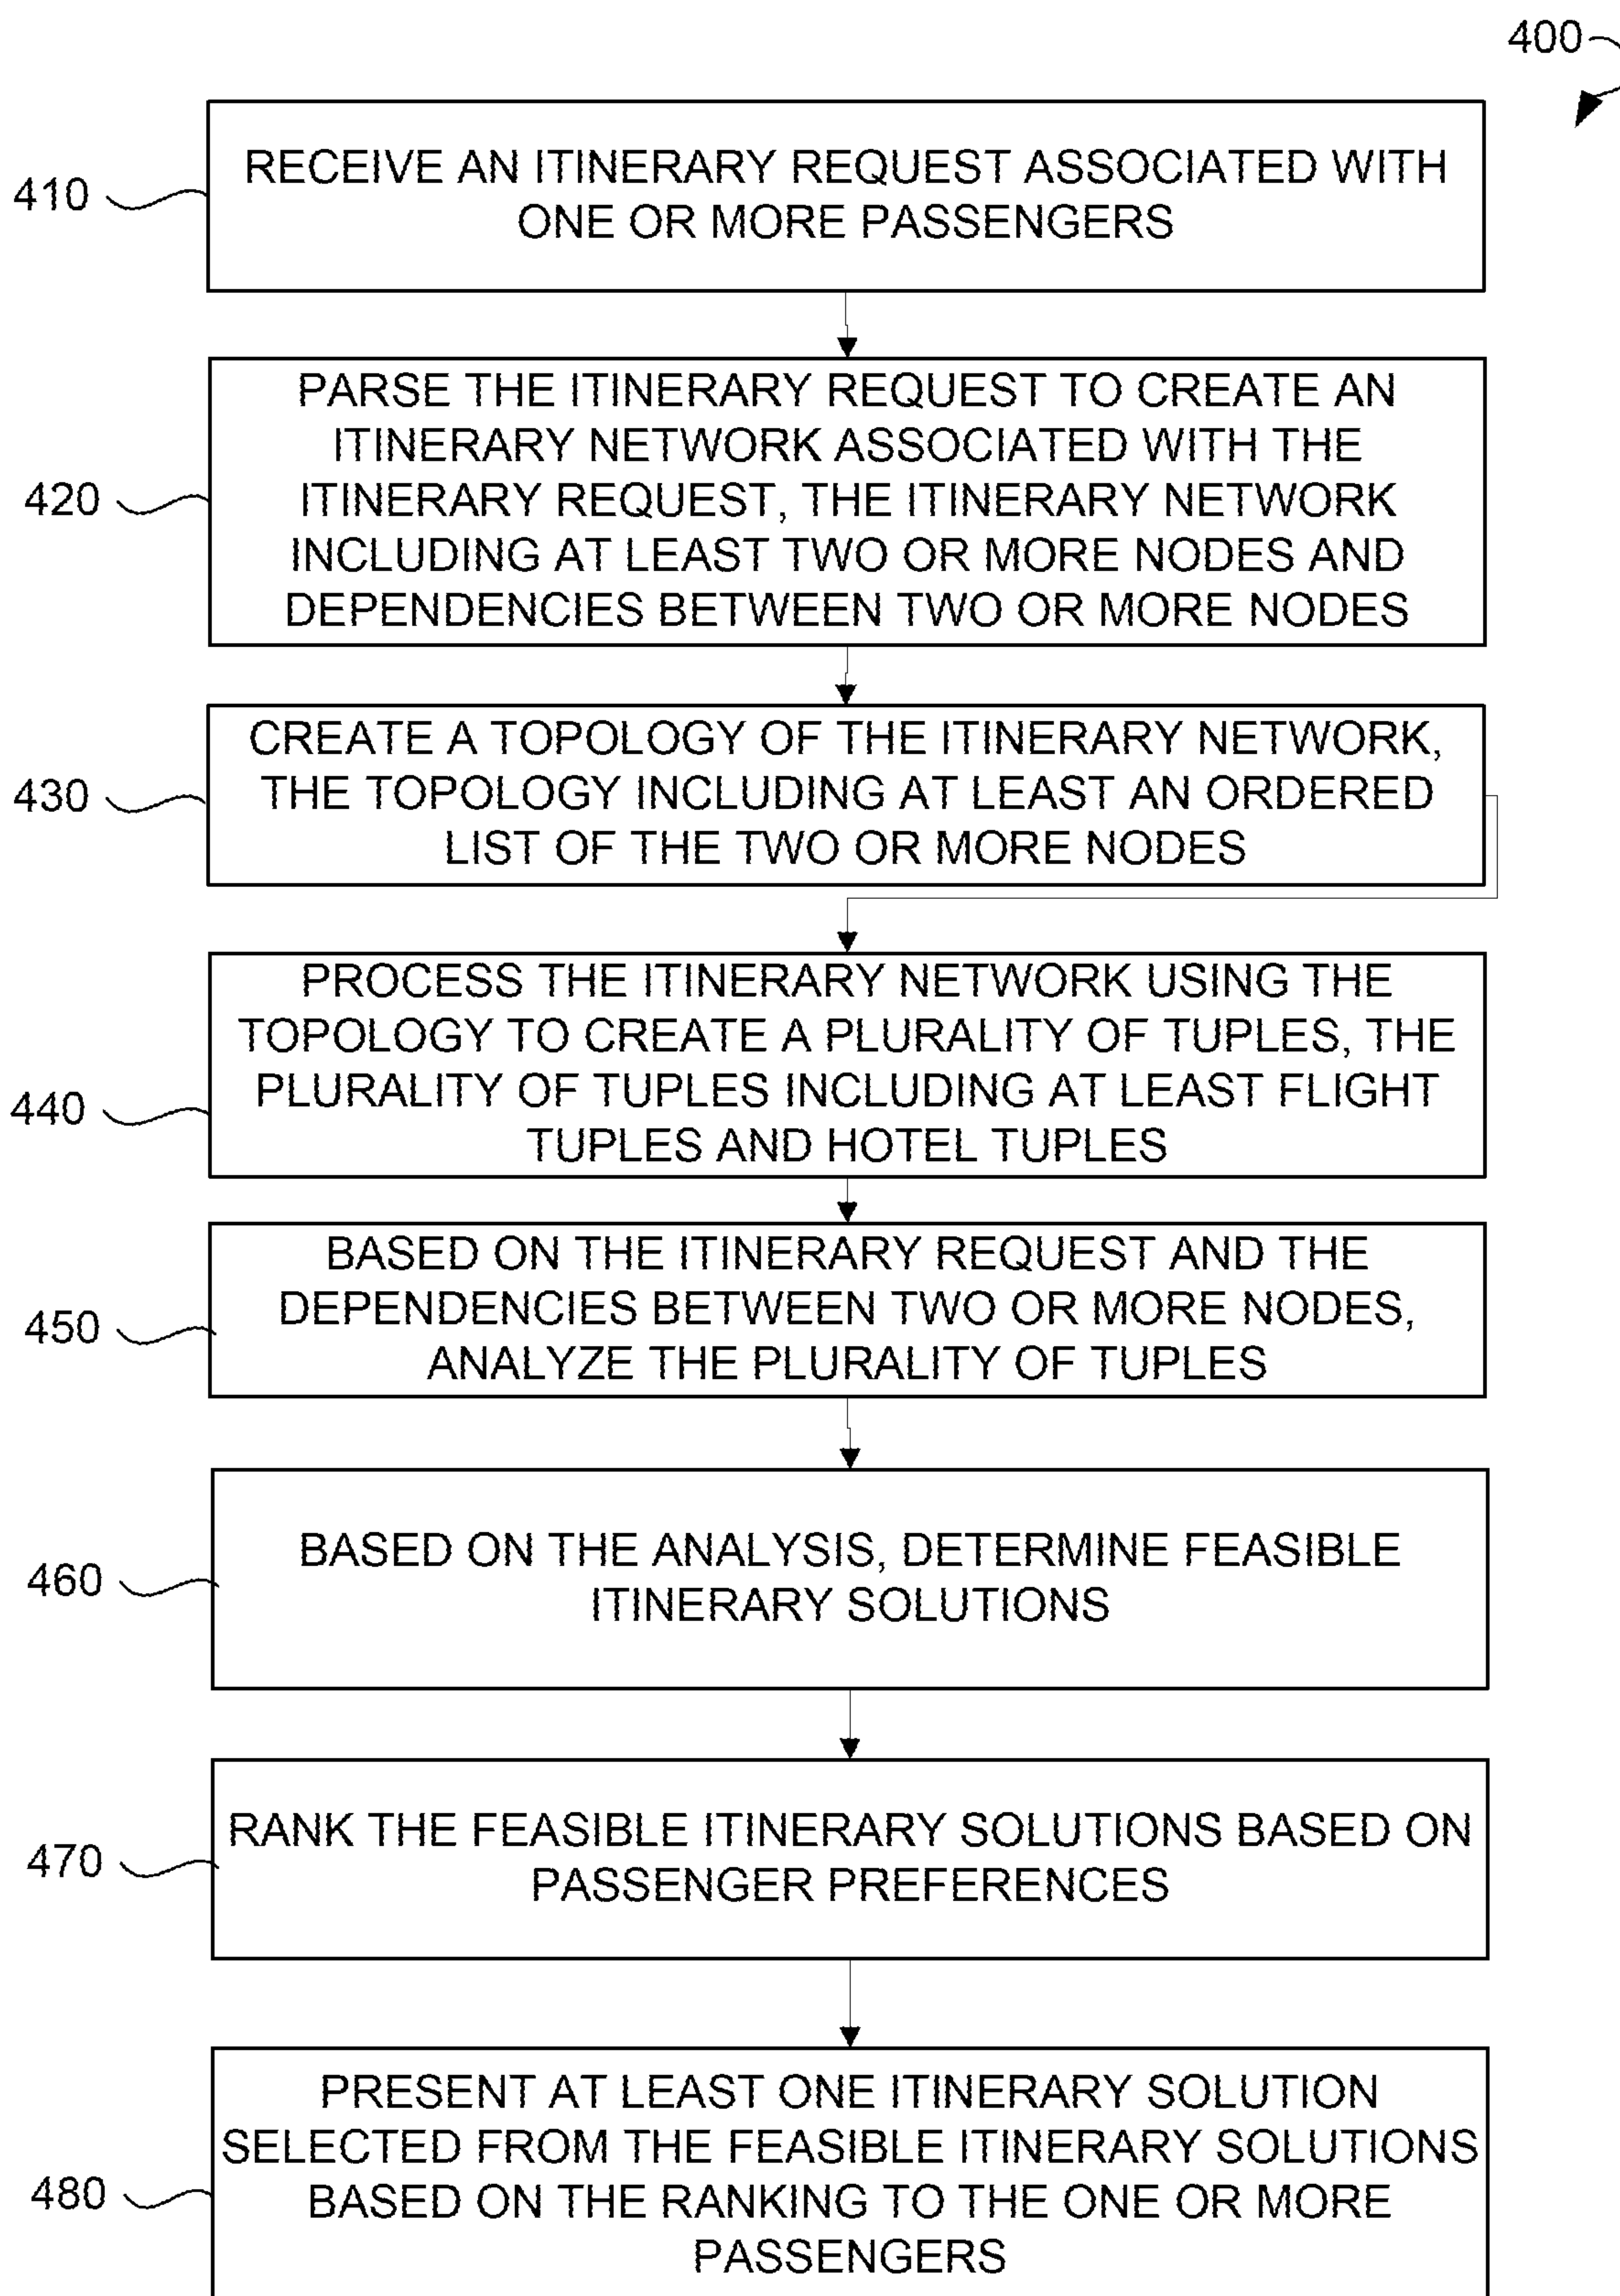 400
410
RECEIVE AN ITINERARY REQUEST ASSOCIATED WITH
ONE OR MORE PASSENGERS
420
PARSE THE ITINERARY REQUEST TO CREATE AN
ITINERARY NETWORK ASSOCIATED WITH THE
ITINERARY REQUEST, THE ITINERARY NETWORK
INCLUDING AT LEAST TWO OR MORE NODES AND
DEPENDENCIES BETWEEN TWO OR MORE NODES
430
CREATE A TOPOLOGY OF THE ITINERARY NETWORK,
THE TOPOLOGY INCLUDING AT LEAST AN ORDERED
LIST OF THE TWO OR MORE NODES
440
PROCESS THE ITINERARY NETWORK USING THE
TOPOLOGY TO CREATE A PLURALITY OF TUPLES, THE
PLURALITY OF TUPLES INCLUDING AT LEAST FLIGHT
TUPLES AND HOTEL TUPLES
450
BASED ON THE ITINERARY REQUEST AND THE
DEPENDENCIES BETWEEN TWO OR MORE NODES,
ANALYZE THE PLURALITY OF TUPLES
460
BASED ON THE ANALYSIS, DETERMINE FEASIBLE
ITINERARY SOLUTIONS
470
RANK THE FEASIBLE ITINERARY SOLUTIONS BASED ON
PASSENGER PREFERENCES
480
PRESENT AT LEAST ONE ITINERARY SOLUTION
SELECTED FROM THE FEASIBLE ITINERARY SOLUTIONS
BASED ON THE RANKING TO THE ONE OR MORE
PASSENGERS